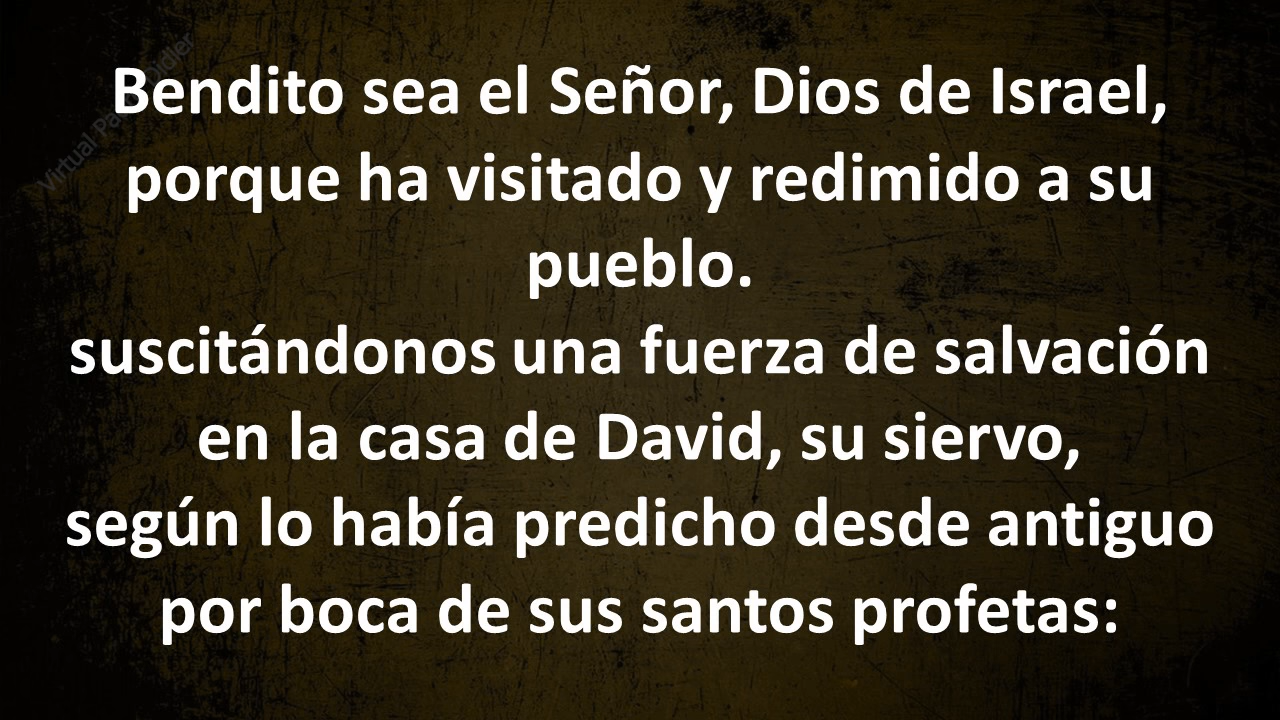 Bendito sea el Señor, Dios de Israel,
porque ha visitado y redimido a su
pueblo.
suscitándonos una fuerza de salvación
en la casa de David, su siervo,
según lo había predicho desde antiguo
por boca de sus santos profetas:
Virtual